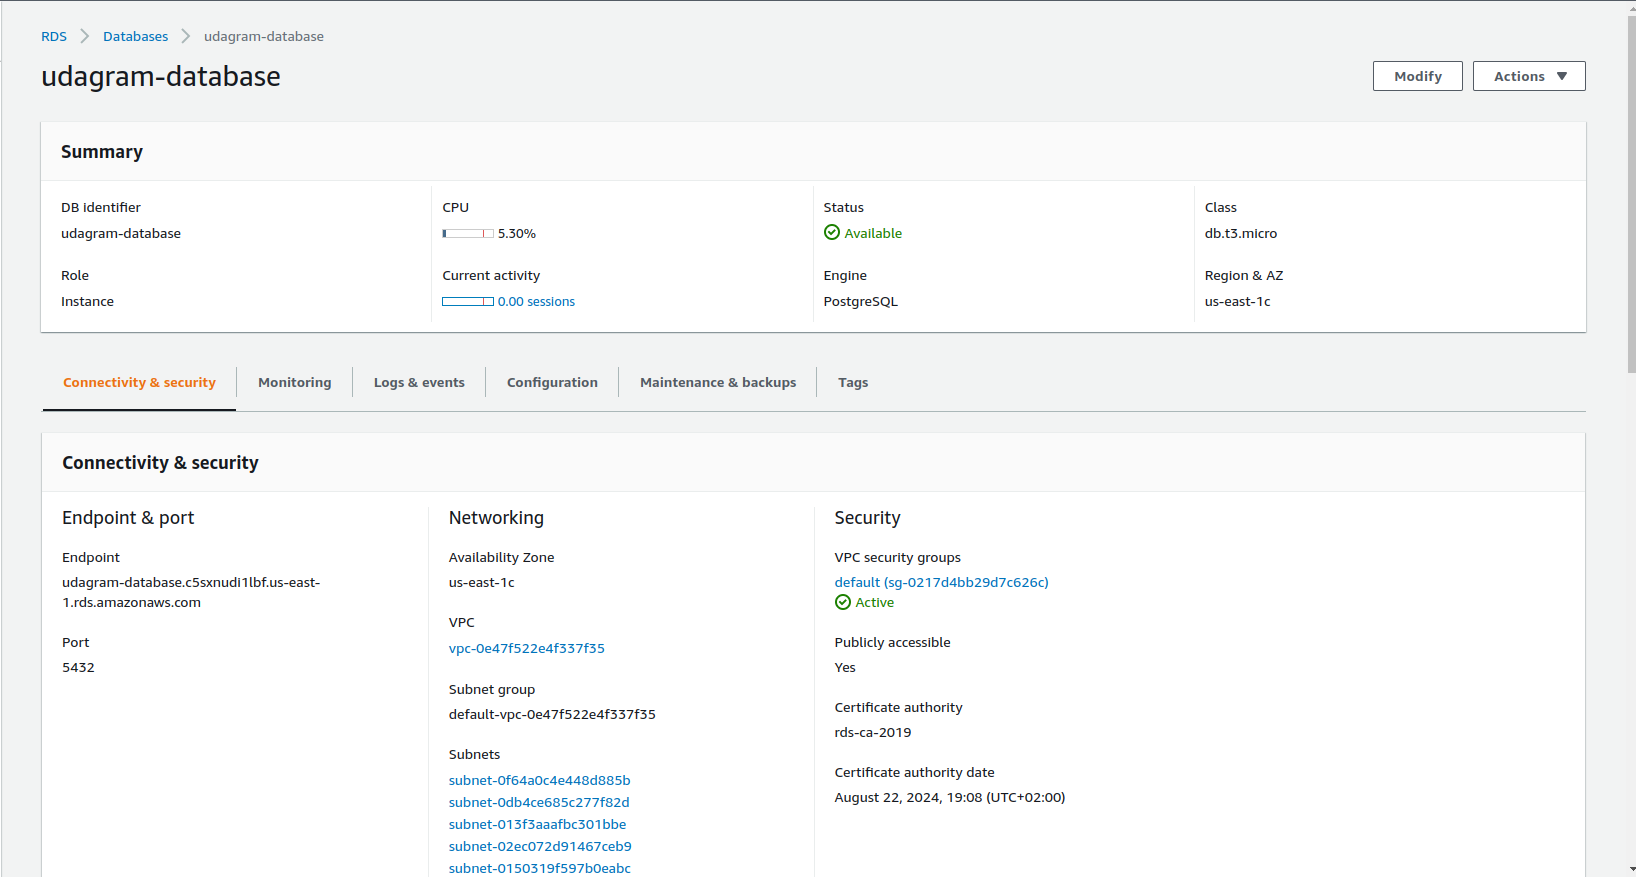 RDS
Databases
udagram-database
udagram-database
Modify
Actions
Summary
DB identifier
udagram-database
CPU
5.30%
Status
Available
Class
db.t3.micro
Role
Instance
Current activity
0.00 sessions
Engine
PostgreSQL
Region & AZ
us-east-1c
Connectivity & security
Monitoring
Logs & events
Configuration
Maintenance & backups
Tags
Connectivity & security
Endpoint & port
Endpoint
udagram-database.c5sxnudi1lbf.us-east-
1.rds.amazonaws.com
Port
5432
Networking
Availability Zone
us-east-1c
VPC
vpc-0e47f522e4f337f35
Subnet group
default-vpc-0e47f522e4f337f35
Subnets
subnet-0f64a0c4e448d885b
subnet-0db4ce685c277f82d
subnet-013f3aaafbc301bbe
subnet-02ec072d91467ceb9
subnet-0150319f597b0eabc
Security
VPC security groups
default (sg-0217d4bb29d7c626c)
Active
Publicly accessible
Yes
Certificate authority
rds-ca-2019
Certificate authority date
August 22, 2024, 19:08 (UTC+02:00)